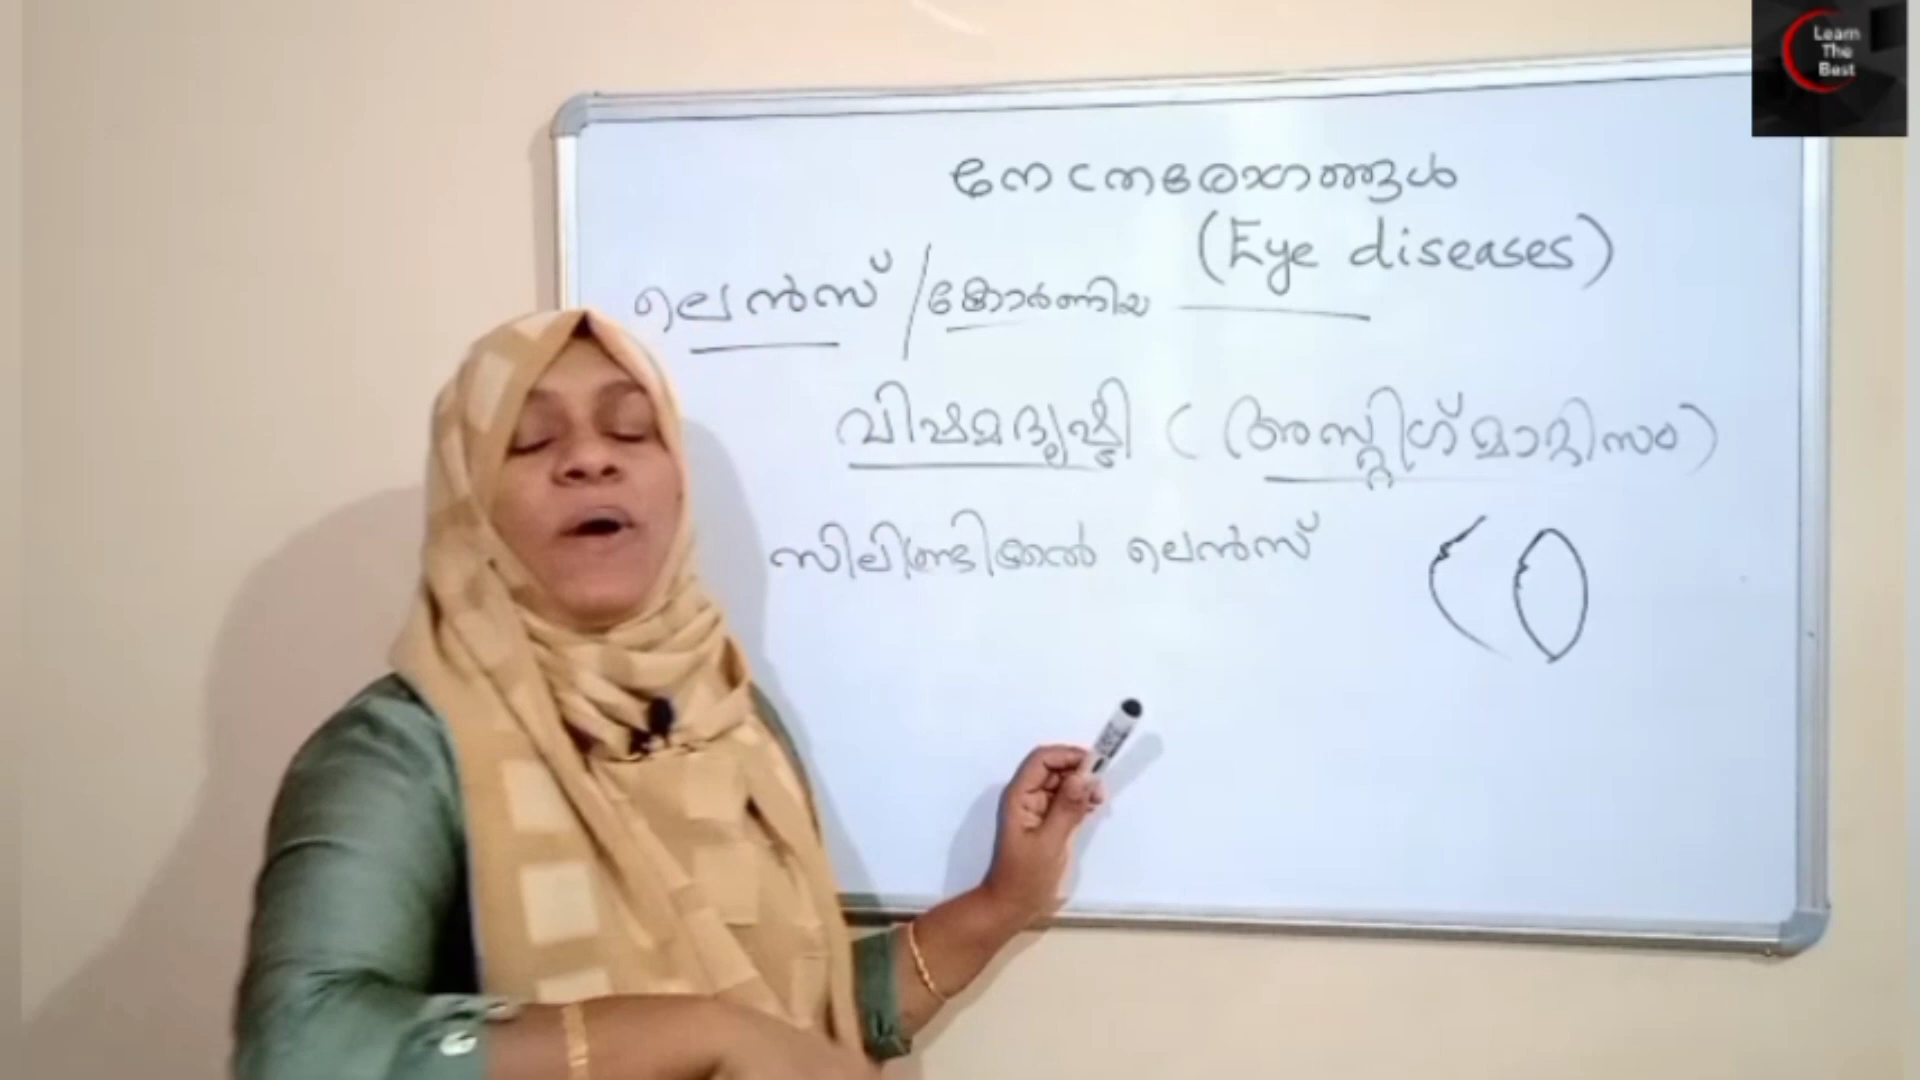 നേത്രരോഗങ്ങൾ
(Eye diseases)
ലെൻസ് / കോർണിയ
വിഷമദൃഷ്ടി (അസ്റ്റിഗ്മാറ്റിസം)
സിലിണ്ട്രിക്കൽ ലെൻസ്
Learn
The
Best